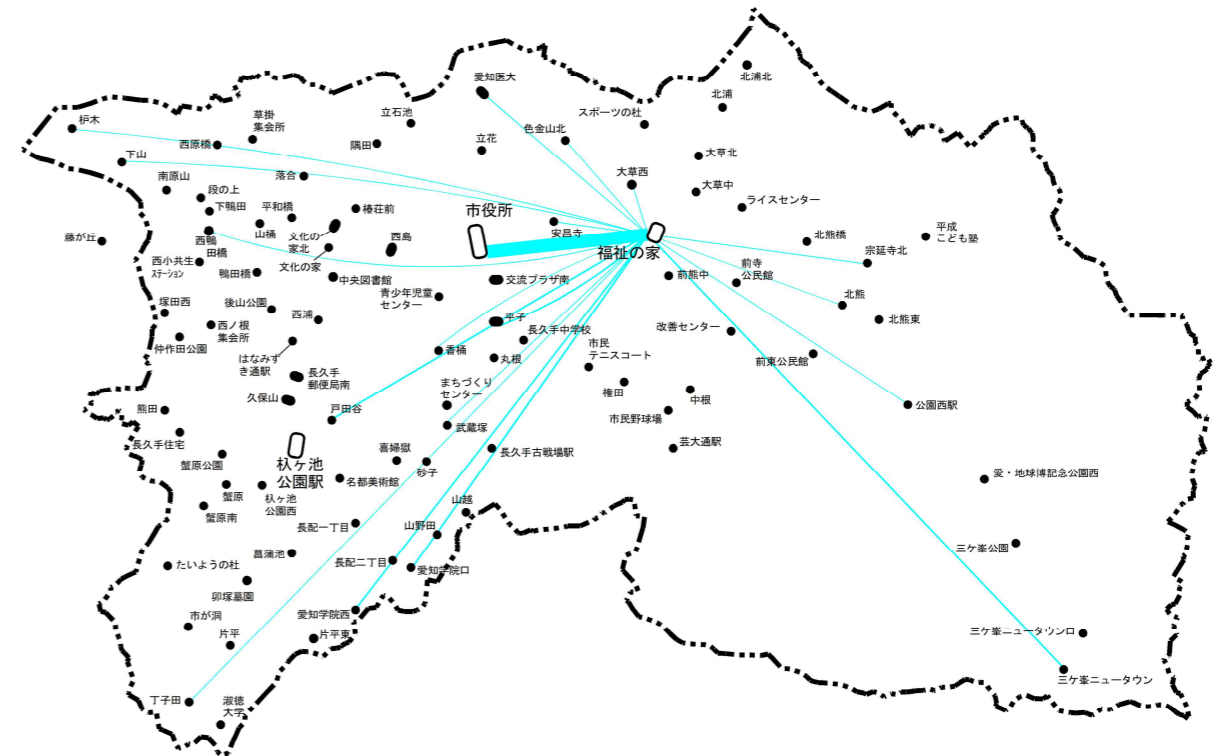 北浦北
愛知医大
北浦
立石池
スポーツの杜
草掛
集会所
枦木
色金山北
立花
西原橋
隅田
下山
大草北
大草西
南原山
落合
段の上
大草中
ライスセンター
下鴨田
平和橋
椿荘前
市役所
平成
こども塾
藤が丘
西鴨
田橋
山桶
文化の
家北
西島
安昌寺
福祉の家
北熊橋
宗延寺北
西小共生
ステーション
鴨田橋
文化の家
中央図書館
交流プラザ南
前熊中
前寺
公民館
青少年児童
センター
北熊
塚田西
後山公園
西浦
平子
北熊東
西ノ根
集会所
長久手中学校
改善センター
仲作田公園
はなみず
き通駅
香桶
丸根
市民
テニスコート
前東公民館
長久手
郵便局南
まちづくり
センター
権田
中根
久保山
熊田
戸田谷
公園西駅
武蔵塚
市民野球場
長久手住宅
杁ヶ池
公園駅
喜婦嶽
長久手古戦場駅
芸大通駅
蟹原公園
砂子
名都美術館
愛・地球博記念公園西
蟹原
杁ヶ池
公園西
蟹原南
山越
長配一丁目
山野田
三ケ峯公園
菖蒲池
長配二丁目
愛知学院口
たいようの杜
卯塚墓園
愛知学院西
市が洞
片平
片平東
三ケ峯ニュータウン口
三ケ峯ニュータウン
丁子田
淑徳
大学